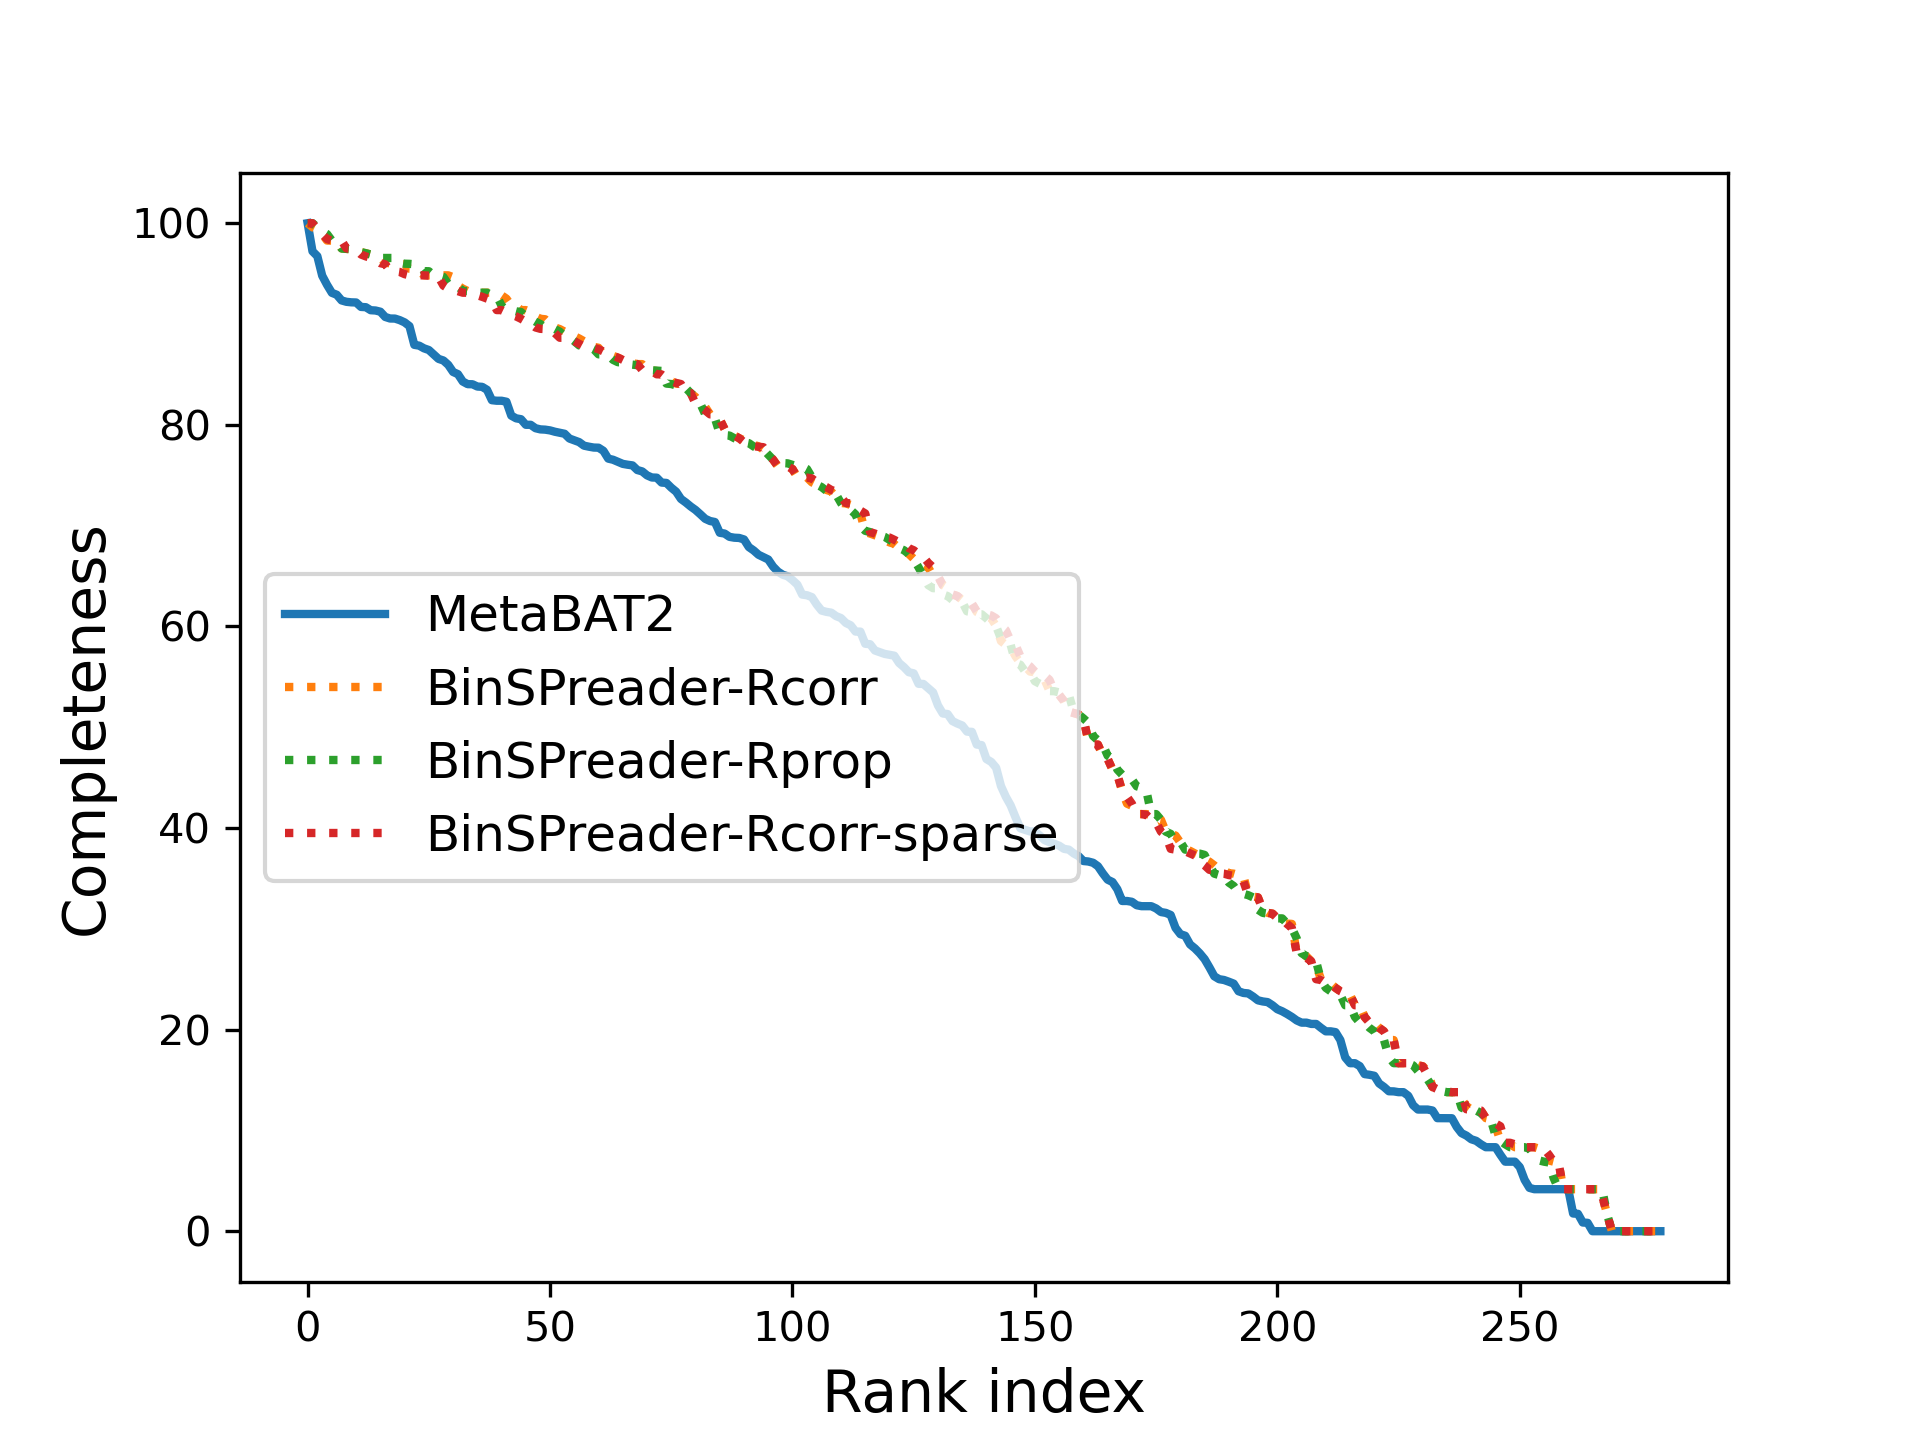 100
80
60
40
20
0
Completeness
MetaBAT2
BinSPreader-Rcorr
BinSPreader-Rprop
BinSPreader-Rcorr-sparse
0 50 100 150 200 250
Rank index